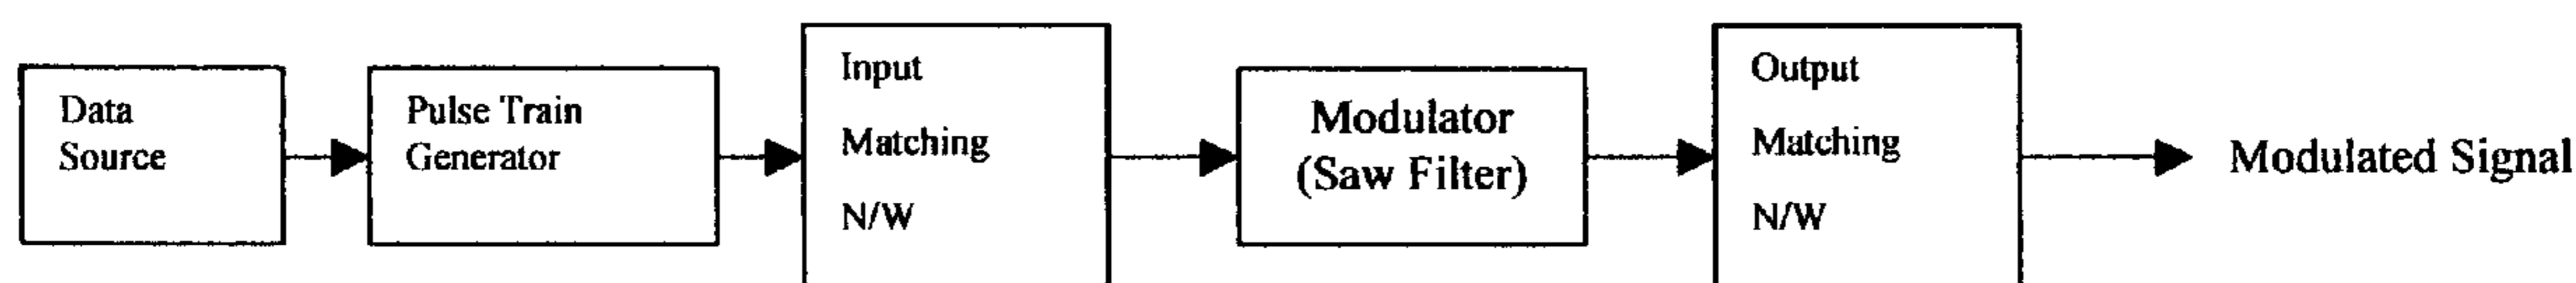 Data
Source
Pulse Train
Generator
Input
Matching
N/W
Modulator
(Saw Filter)
Output
Matching
N/W
Modulated Signal